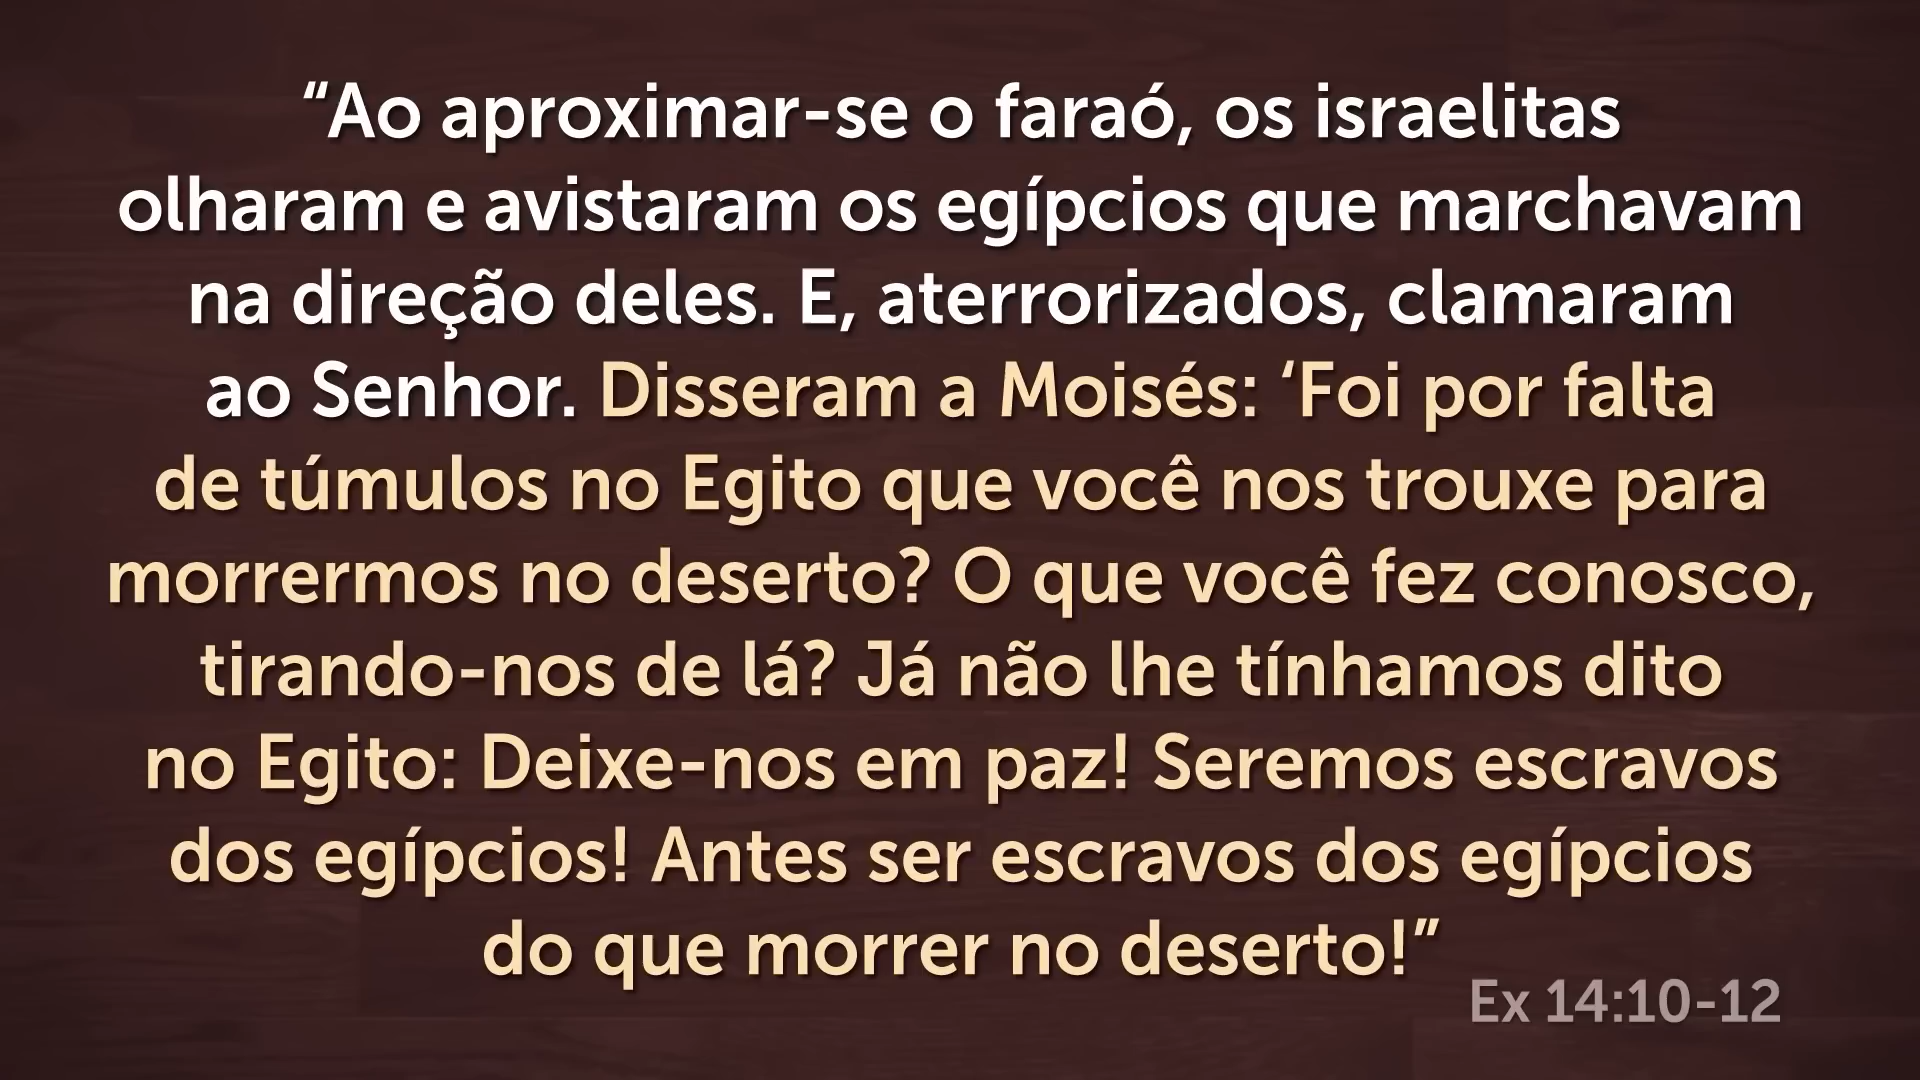 “Ao aproximar-se o faraó, os israelitas
olharam e avistaram os egípcios que marchavam
na direção deles. E, aterrorizados, clamaram
ao Senhor. Disseram a Moisés: ‘Foi por falta
de túmulos no Egito que você nos trouxe para
morrermos no deserto? O que você fez conosco,
tirando-nos de lá? Já não lhe tínhamos dito
no Egito: Deixe-nos em paz! Seremos escravos
dos egípcios! Antes ser escravos dos egípcios
do que morrer no deserto!”
Ex 14:10-12